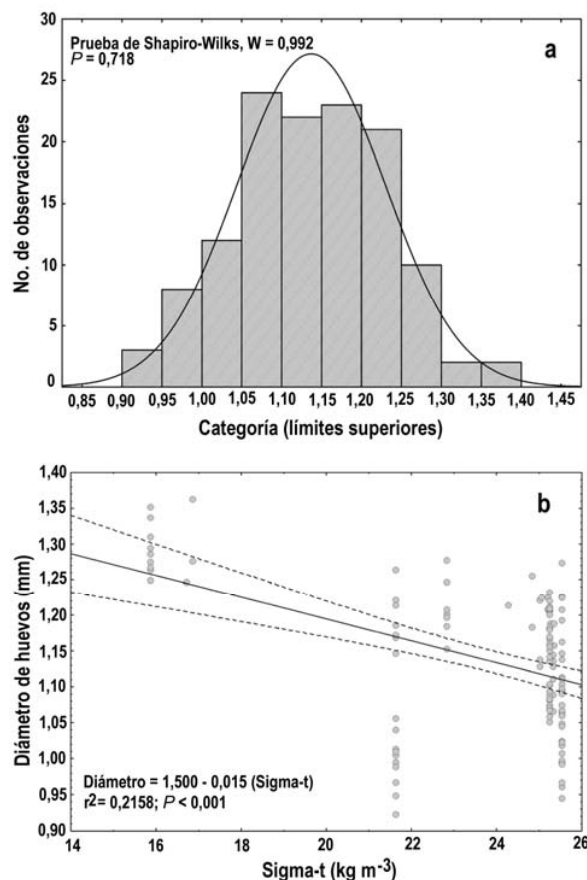 30
25
20
15
10
5
0
No. de observaciones
Prueba de Shapiro-Wilks, W = 0,992
P = 0,718
a
0,85 0,90 0,95 1,00 1,05 1,10 1,15 1,20 1,25 1,30 1,35 1,40 1,45
Categoría (límites superiores)
1,40
1,35
1,30
1,25
1,20
1,15
1,10
1,05
1,00
0,95
0,90
Diámetro de huevos (mm)
b
Diámetro = 1,500 - 0,015 (Sigma-t)
r²= 0,2158; P < 0,001
14 16 18 20 22 24 26
Sigma-t (kg m⁻³)